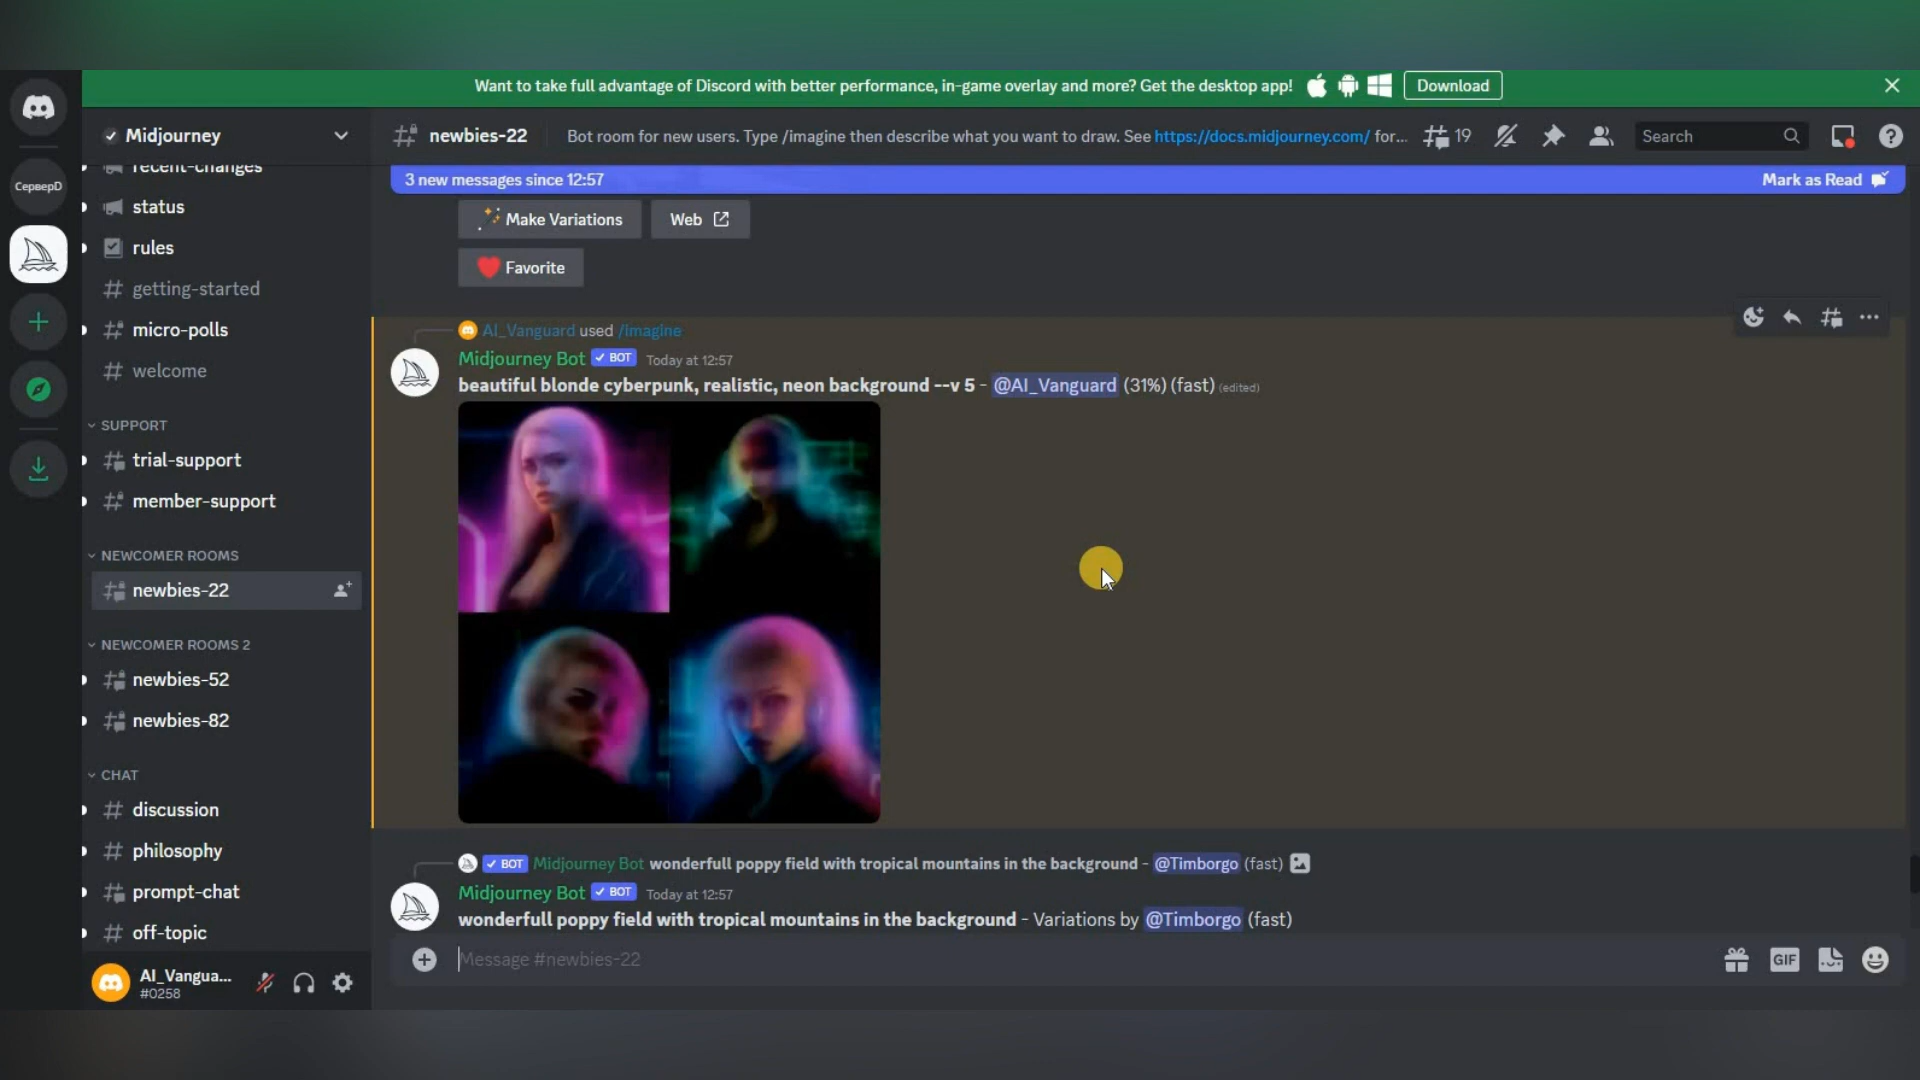 Want to take full advantage of Discord with better performance, in-game overlay and more? Get the desktop app! Download
СерверD
Midjourney
recent-changes
status
rules
getting-started
micro-polls
welcome
SUPPORT
trial-support
member-support
NEWCOMER ROOMS
newbies-22
NEWCOMER ROOMS 2
newbies-52
newbies-82
CHAT
discussion
philosophy
prompt-chat
off-topic
AI_Vangua...
#0258
newbies-22 Bot room for new users. Type /imagine then describe what you want to draw. See https://docs.midjourney.com/ for... 19 Search
3 new messages since 12:57 Mark as Read
Make Variations Web
Favorite
AI_Vanguard used /imagine
Midjourney Bot BOT Today at 12:57
beautiful blonde cyberpunk, realistic, neon background --v 5 - @AI_Vanguard (31%) (fast) (edited)
BOT Midjourney Bot wonderfull poppy field with tropical mountains in the background - @Timborgo (fast)
Midjourney Bot BOT Today at 12:57
wonderfull poppy field with tropical mountains in the background - Variations by @Timborgo (fast)
Message #newbies-22 GIF